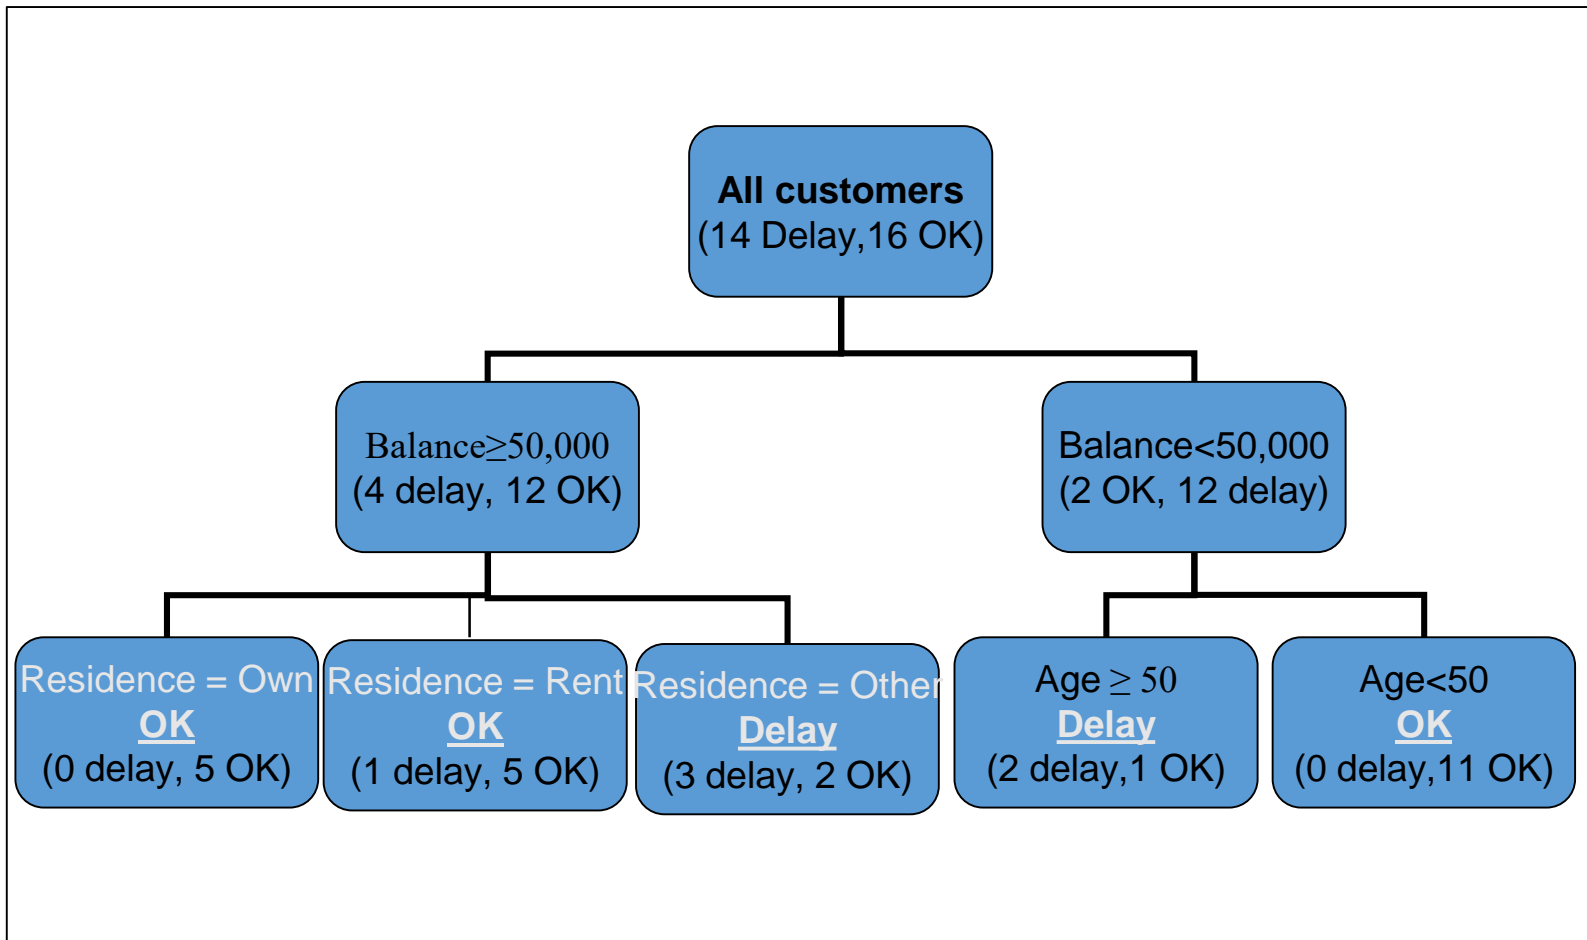 All customers
(14 Delay,16 OK)
Balance≥50,000
(4 delay, 12 OK)
Balance<50,000
(2 OK, 12 delay)
Residence = Own
OK
(0 delay, 5 OK)
Residence = Rent
OK
(1 delay, 5 OK)
Residence = Other
Delay
(3 delay, 2 OK)
Age ≥ 50
Delay
(2 delay,1 OK)
Age<50
OK
(0 delay,11 OK)